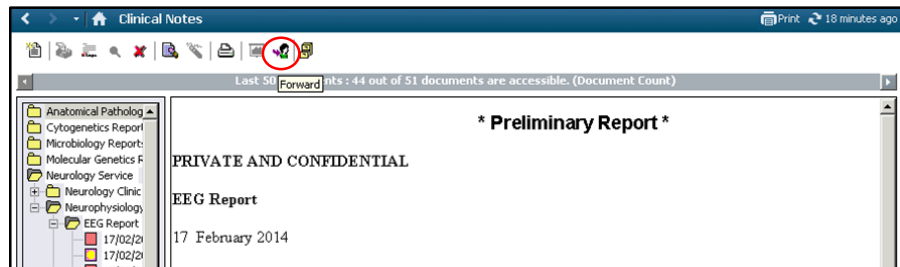 Clinical Notes
Print 18 minutes ago
Last 50 nts : 44 out of 51 documents are accessible. (Document Count)
Forward
Anatomical Patholog
Cytogenetics Report
Microbiology Reports
Molecular Genetics R
Neurology Service
Neurology Clinic
Neurophysiology
EEG Report
17/02/2
17/02/2
* Preliminary Report *
PRIVATE AND CONFIDENTIAL
EEG Report
17 February 2014